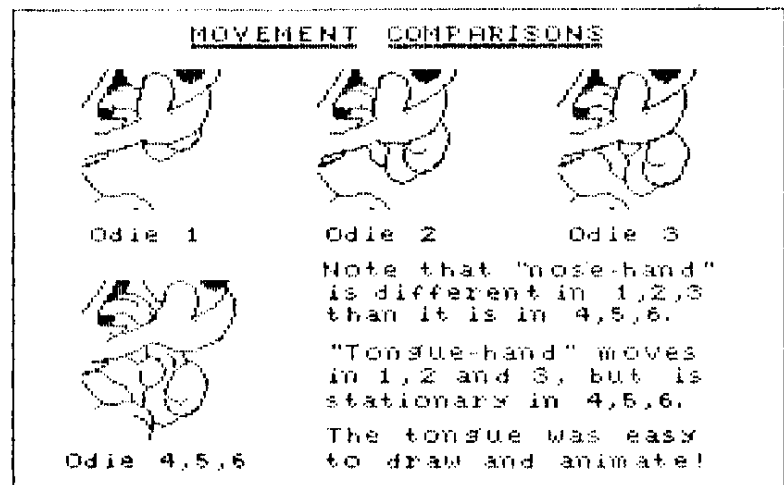 MOVEMENT COMPARISONS
Odie 1
Odie 2
Odie 3
Note that "nose-hand"
is different in 1,2,3
than it is in 4,5,6.
"Tongue-hand" moves
in 1,2 and 3, but is
stationary in 4,5,6.
The tongue was easy
to draw and animate!
Odie 4,5,6